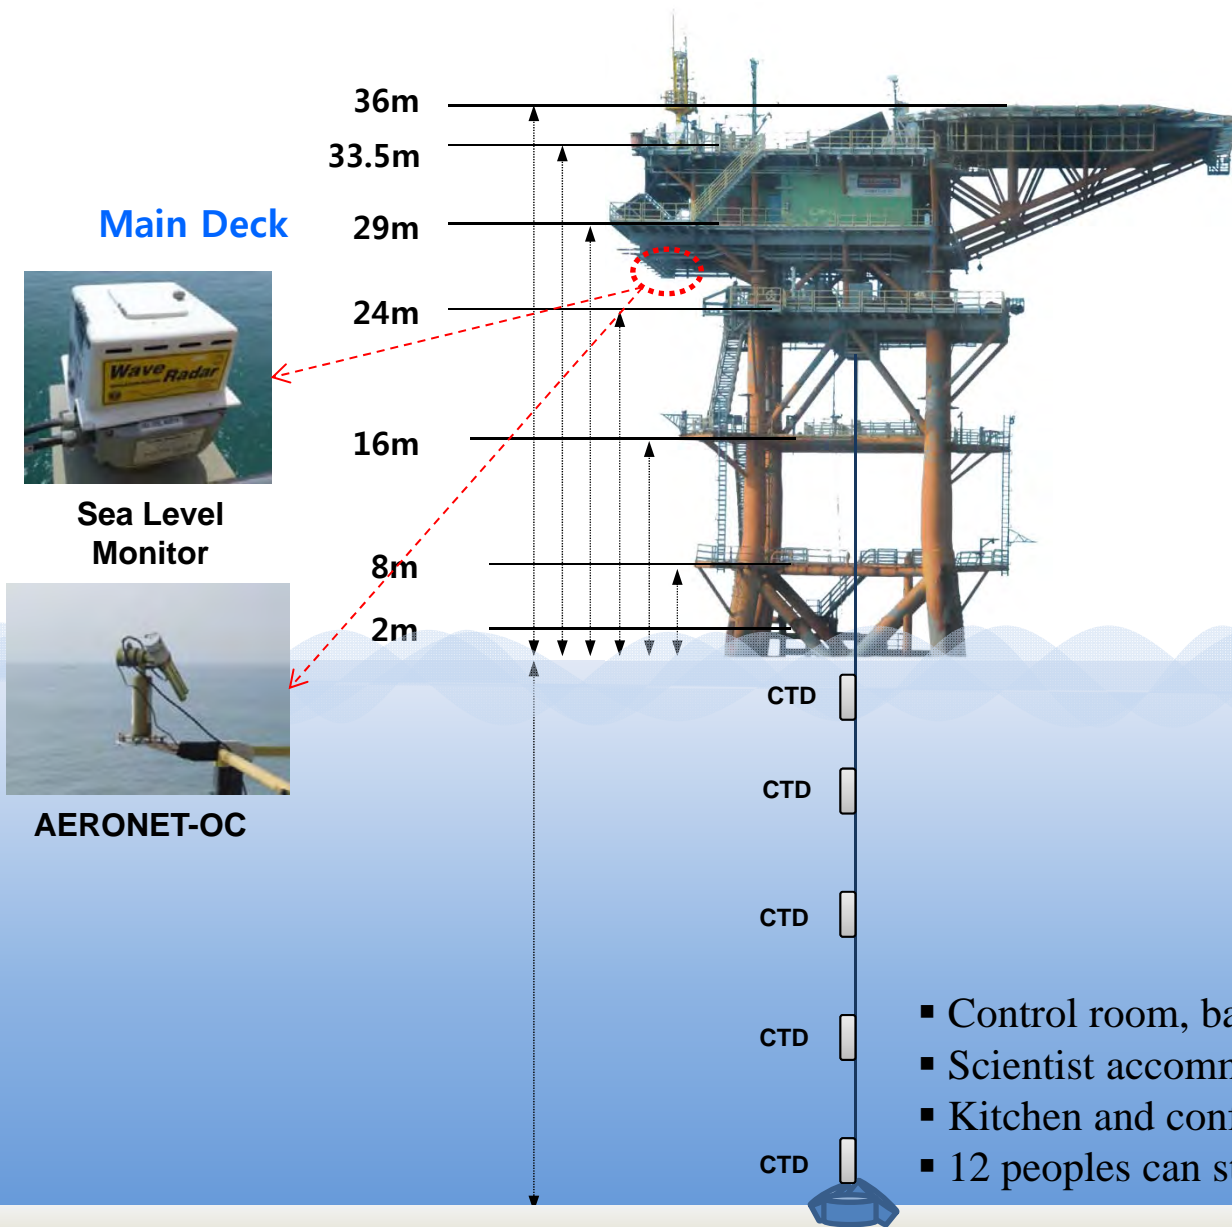 36m
33.5m
Main Deck
29m
24m
Wave
Radar
16m
Sea Level
Monitor
8m
2m
CTD
CTD
AERONET-OC
CTD
CTD
CTD
▪ Control room, ba
▪ Scientist accomm
▪ Kitchen and con
▪ 12 peoples can s